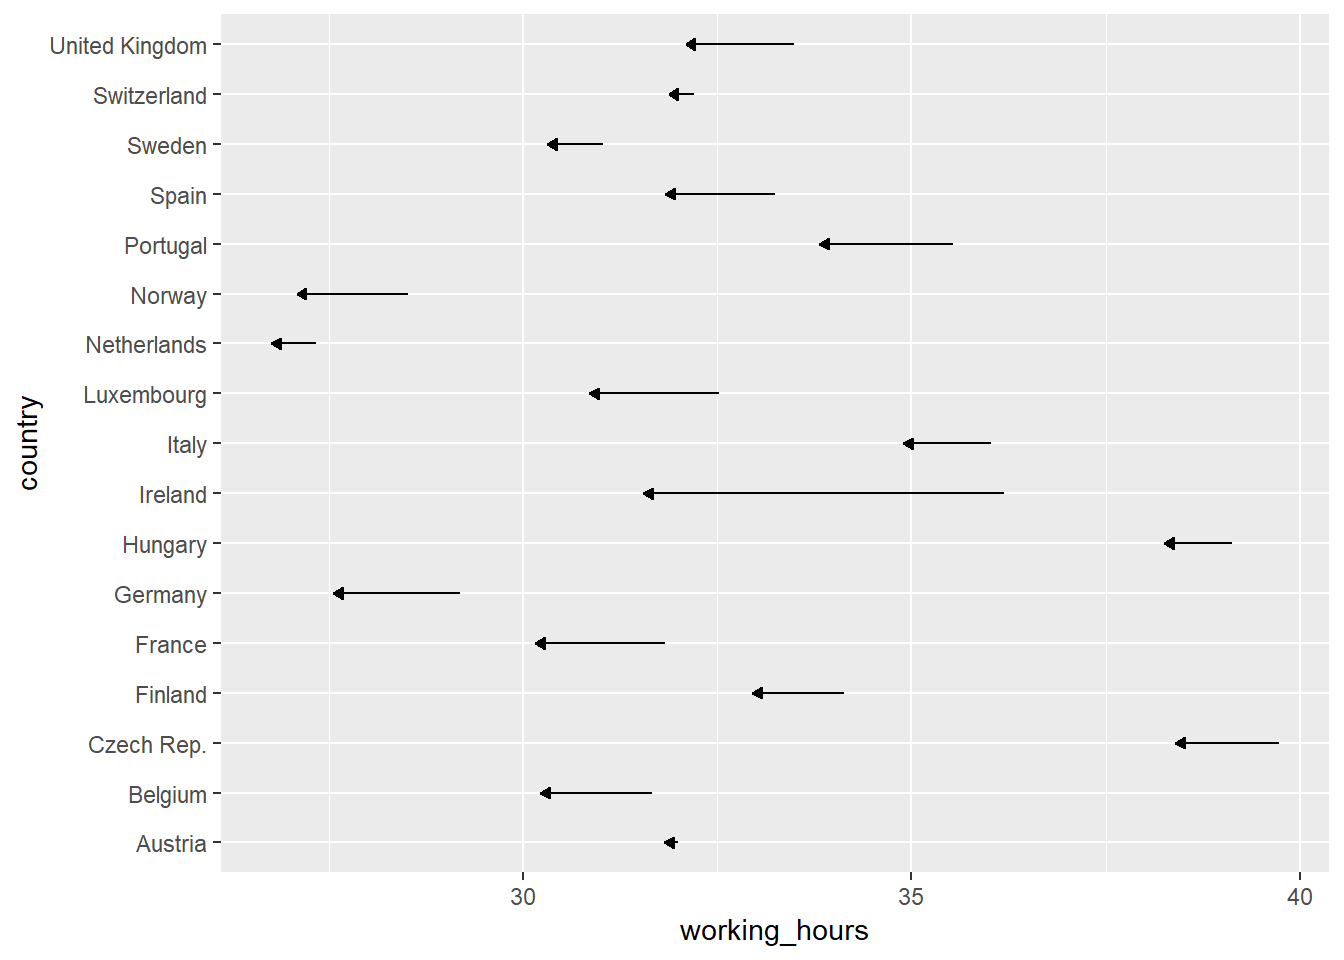 United Kingdom
Switzerland
Sweden
Spain
Portugal
Norway
Netherlands
Luxembourg
Italy
Ireland
Hungary
Germany
France
Finland
Czech Rep.
Belgium
Austria
country
30 35 40
working_hours